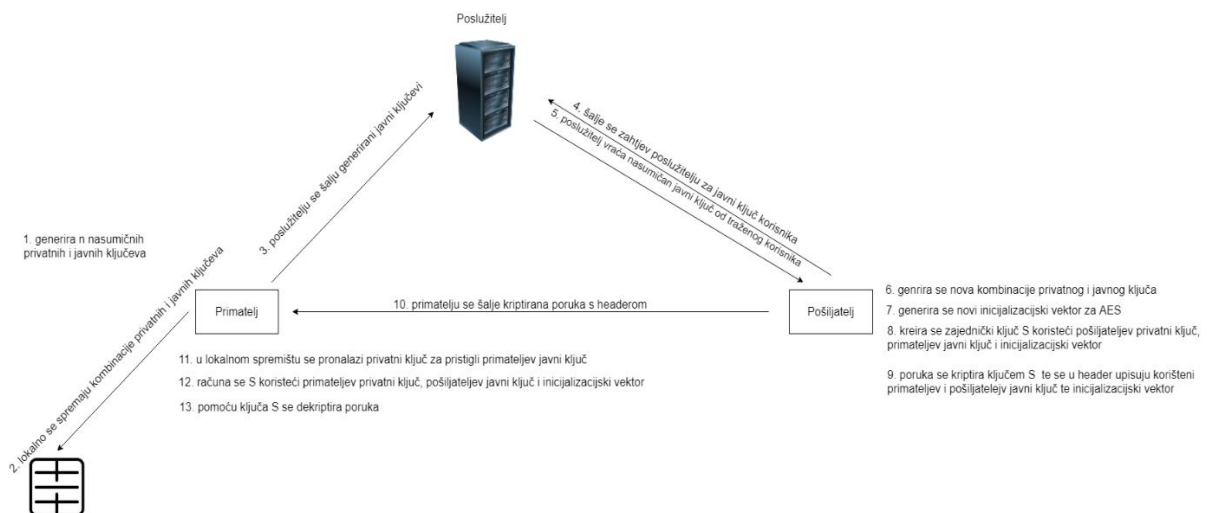 Poslužitelj
1. generira n nasumičnih
privatnih i javnih ključeva
2. lokalno se spremaju kombinacije privatnih i javnih ključeva
3. poslužitelju se šalju generirani javni ključevi
4. šalje se zahtjev poslužitelju za javni ključ korisnika
5. poslužitelj vraća nasumičan javni ključ od traženog korisnika
Primatelj
Pošiljatelj
6. genrira se nova kombinacije privatnog i javnog ključa
7. generira se novi inicijalizacijski vektor za AES
8. kreira se zajednički ključ S koristeći pošiljateljev privatni ključ,
primateljev javni ključ i inicijalizacijski vektor
9. poruka se kriptira ključem S te se u header upisuju korišteni
primateljev i pošiljatelejv javni ključ te inicijalizacijski vektor
10. primatelju se šalje kriptirana poruka s headerom
11. u lokalnom spremištu se pronalazi privatni ključ za pristigli primateljev javni ključ
12. računa se S koristeći primateljev privatni ključ, pošiljateljev javni ključ i inicijalizacijski vektor
13. pomoću ključa S se dekriptira poruka